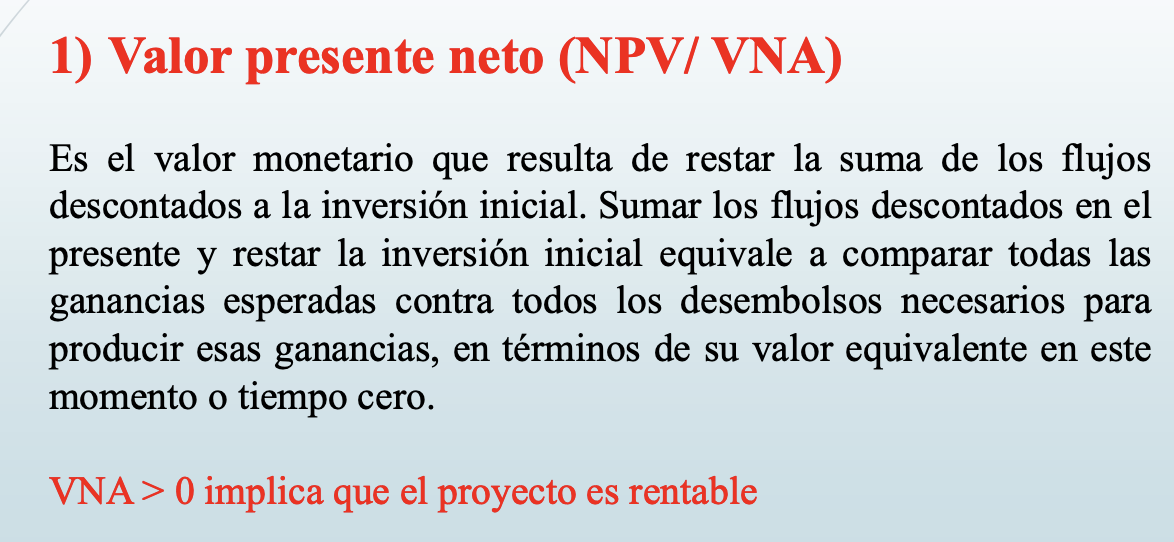 1) Valor presente neto (NPV/ VNA)
Es el valor monetario que resulta de restar la suma de los flujos
descontados a la inversión inicial. Sumar los flujos descontados en el
presente y restar la inversión inicial equivale a comparar todas las
ganancias esperadas contra todos los desembolsos necesarios para
producir esas ganancias, en términos de su valor equivalente en este
momento o tiempo cero.
VNA > 0 implica que el proyecto es rentable